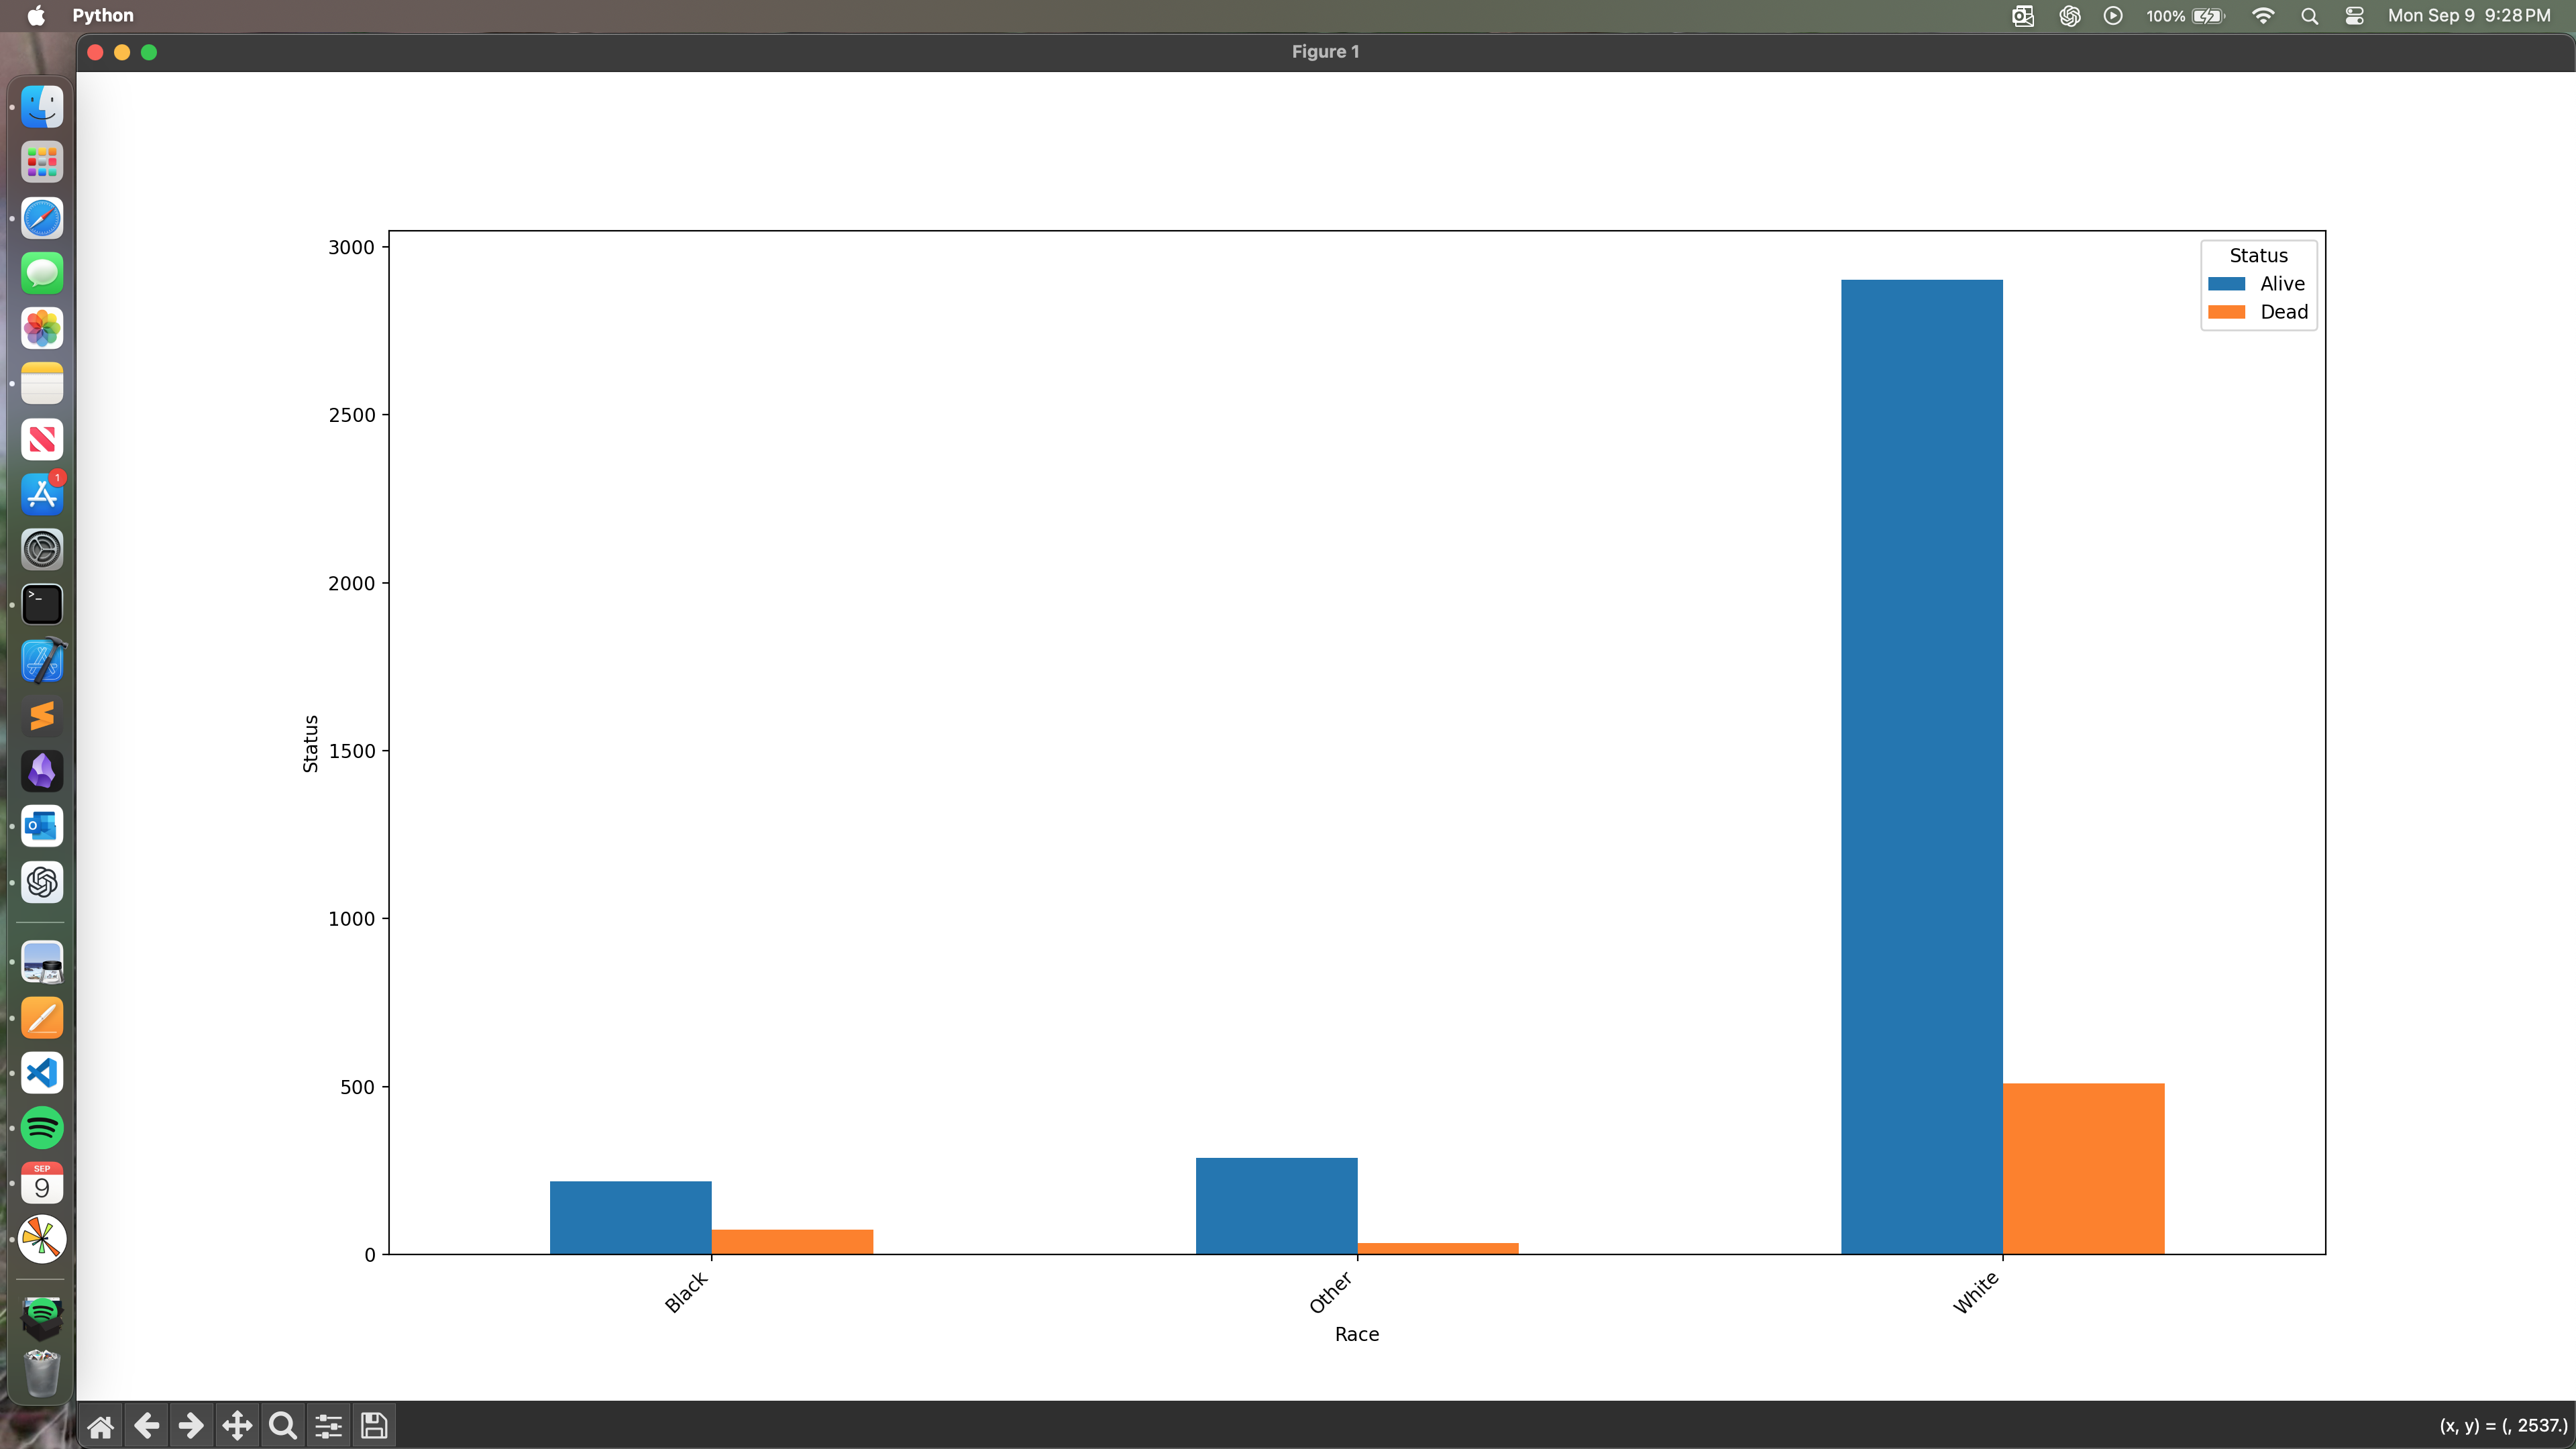 Python
100%
Mon Sep 9 9:28 PM
Figure 1
Status
Alive
Dead
3000
2500
2000
1500
1000
500
0
Status
Black
Other
White
Race
1
>_
O
SEP
9
(x, y) = (, 2537.)